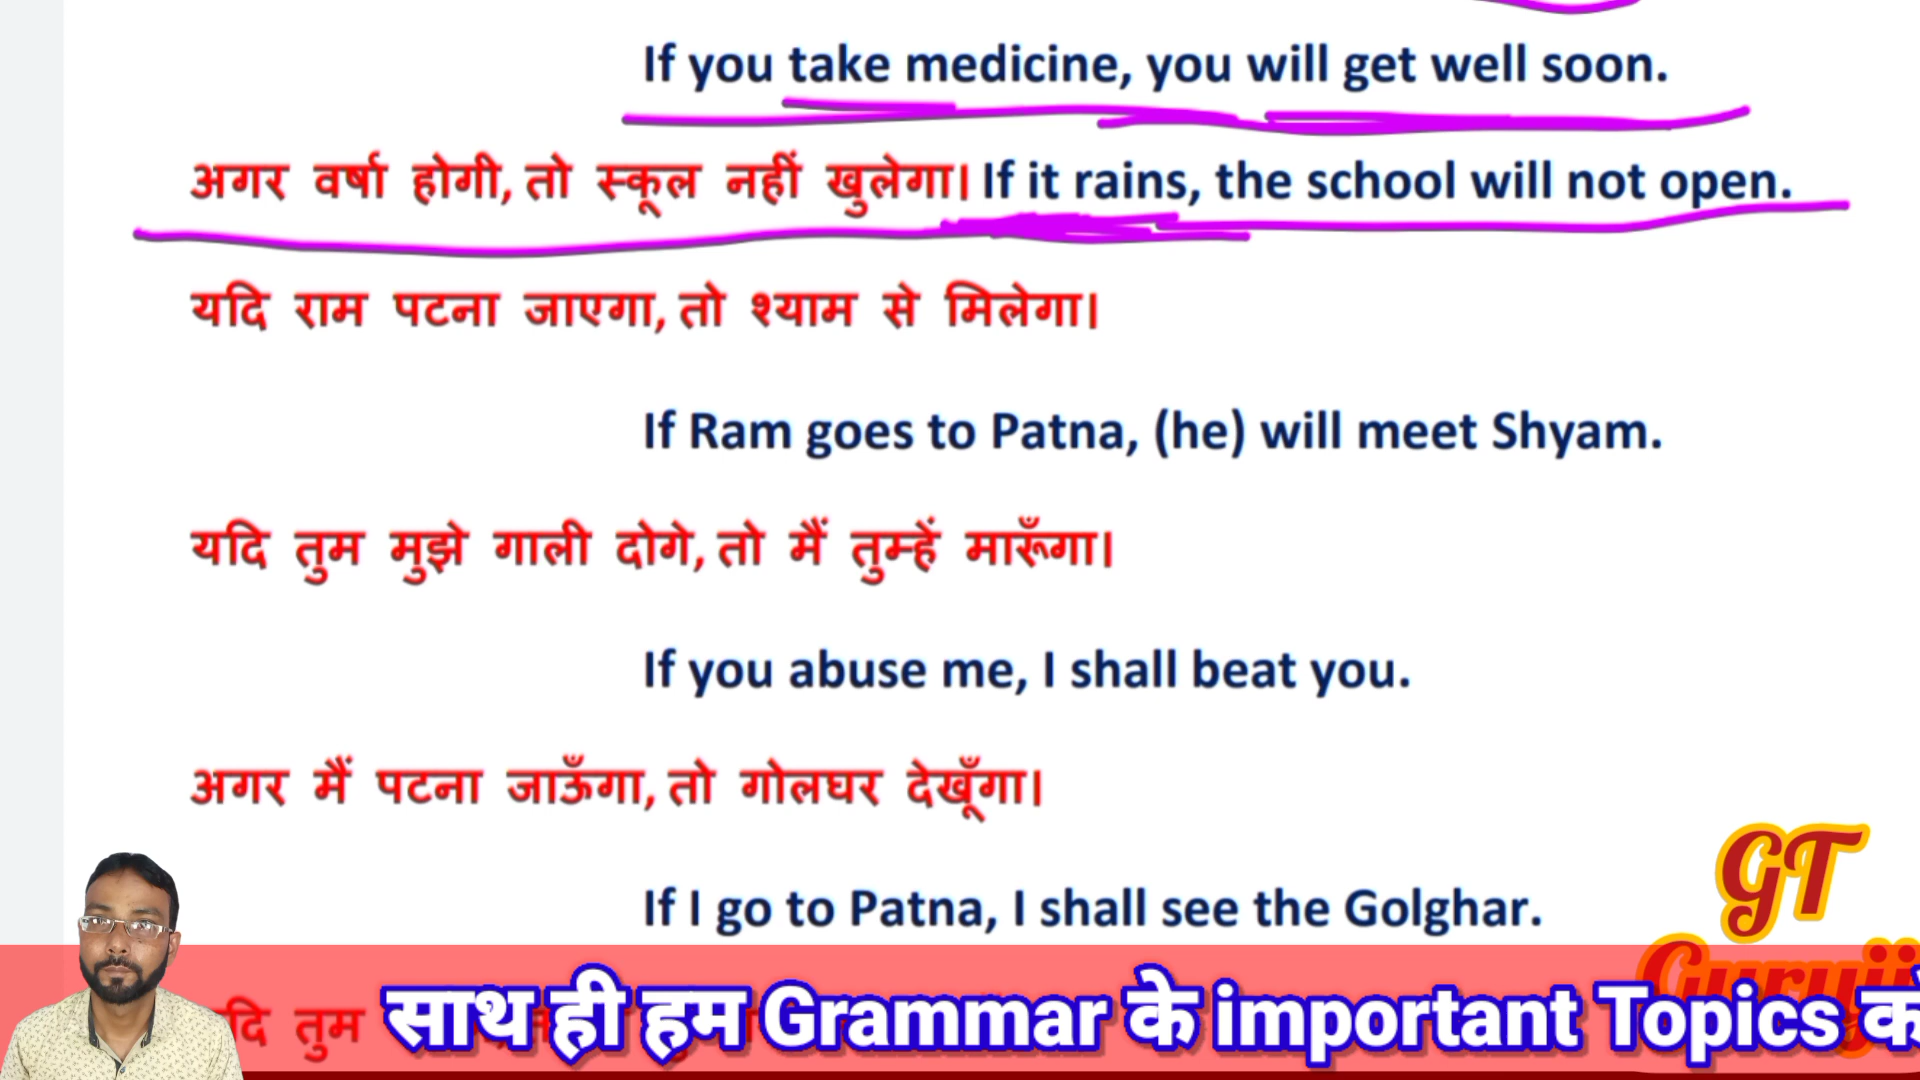 If you take medicine, you will get well soon.
अगर वर्षा होगी, तो स्कूल नहीं खुलेगा। If it rains, the school will not open.
यदि राम पटना जाएगा, तो श्याम से मिलेगा।
If Ram goes to Patna, (he) will meet Shyam.
यदि तुम मुझे गाली दोगे, तो मैं तुम्हें मारूँगा।
If you abuse me, I shall beat you.
अगर मैं पटना जाऊँगा, तो गोलघर देखूँगा।
If I go to Patna, I shall see the Golghar.
GT
Guruji
तुम
साथ ही हम Grammar के important Topics